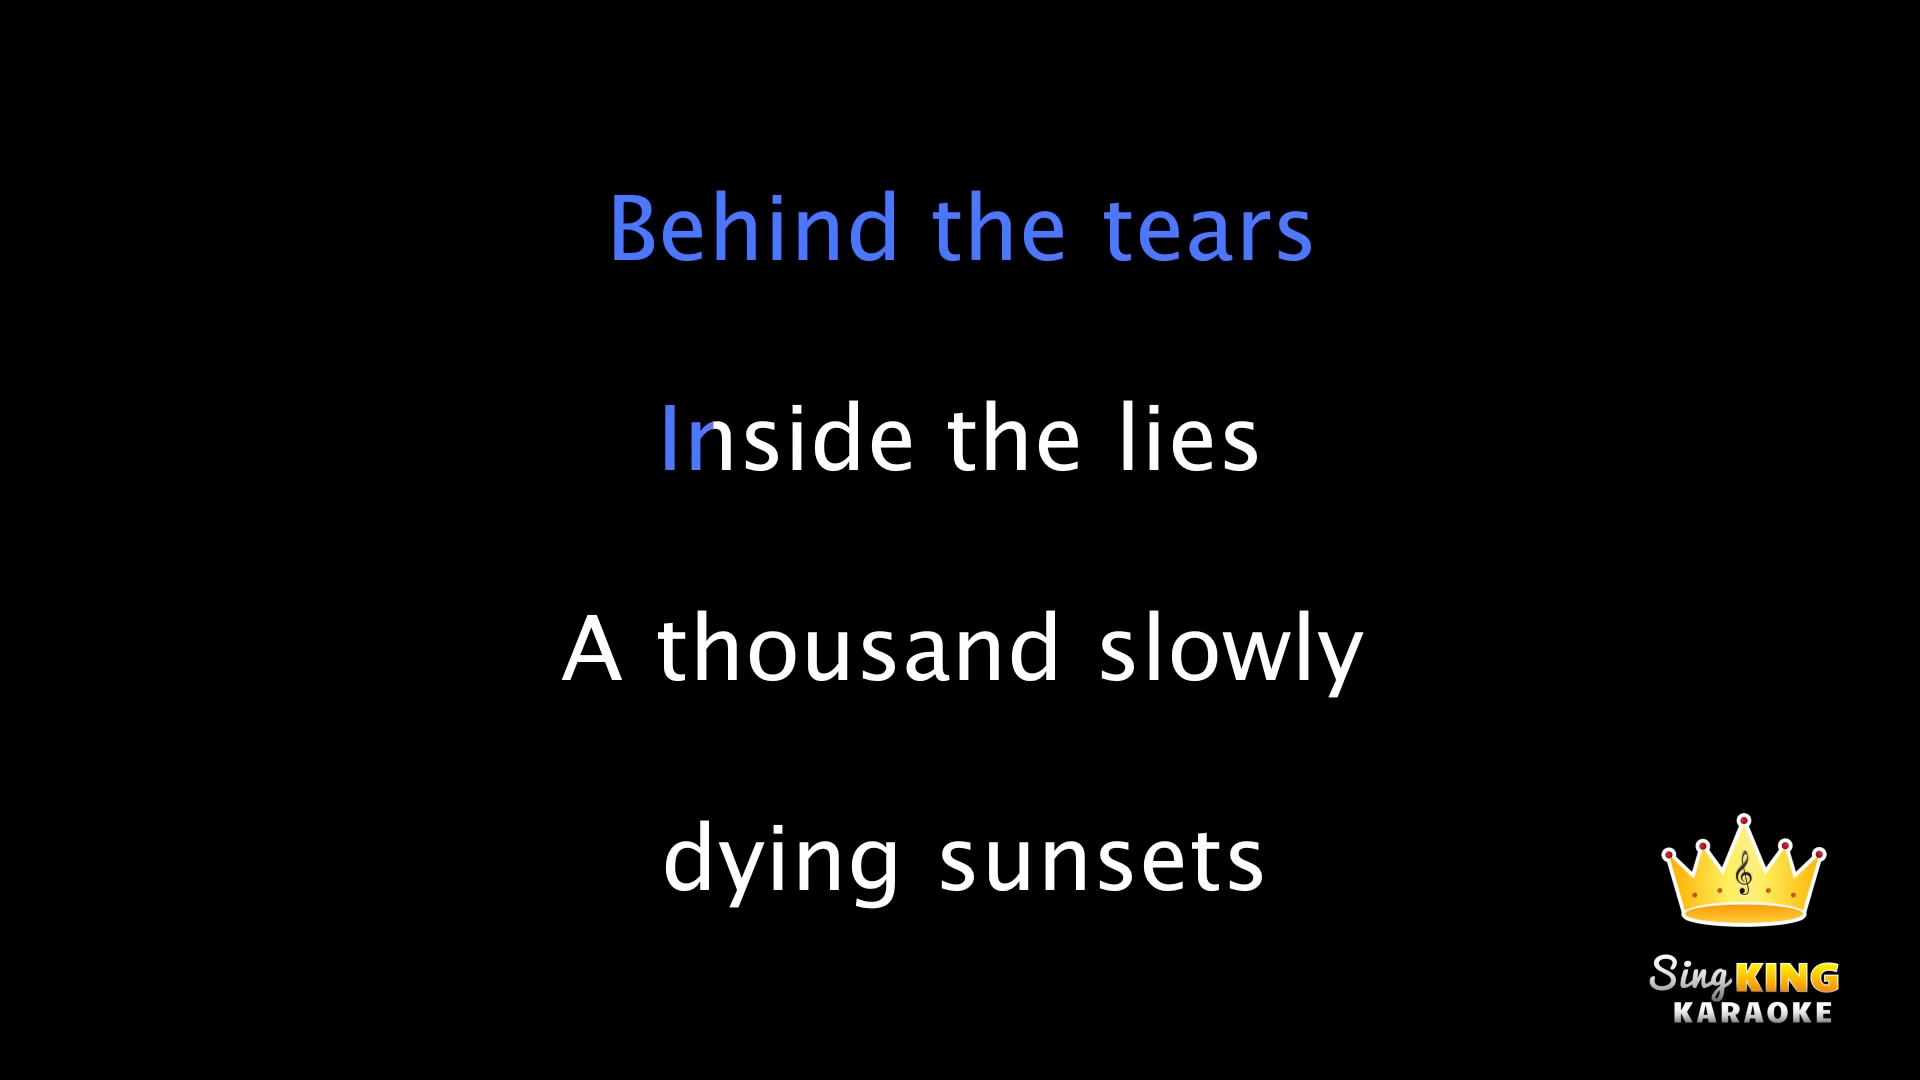 Behind the tears
Inside the lies
A thousand slowly
dying sunsets
Sing KING
KARAOKE